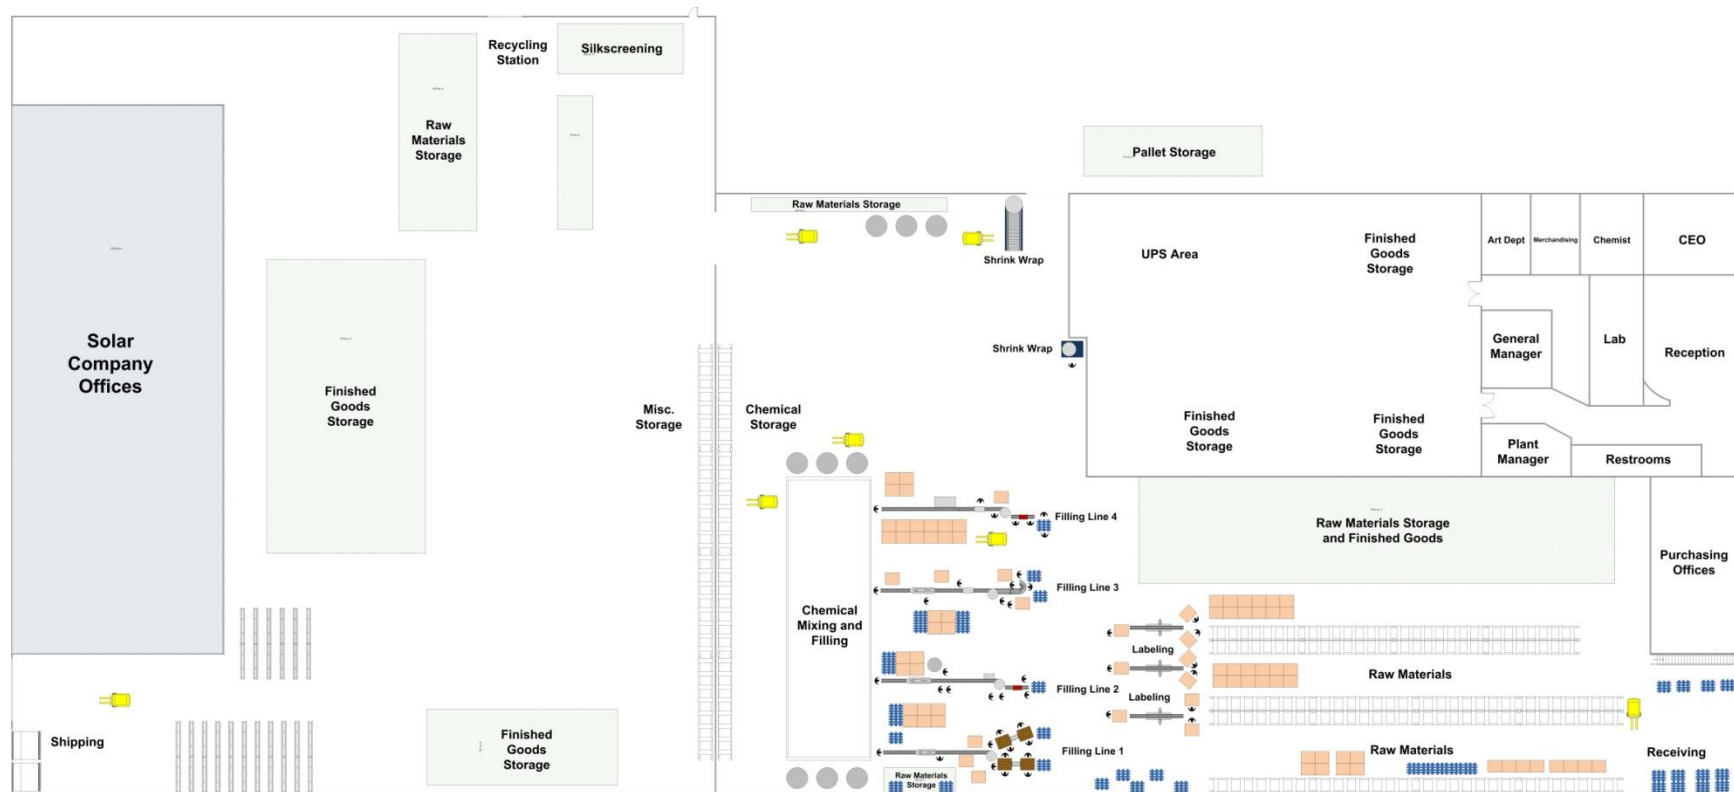 Recycling
Station
Silkscreening
Raw
Materials
Storage
Pallet Storage
Raw Materials Storage
Shrink Wrap
UPS Area
Finished
Goods
Storage
Art Dept
Merchandising
Chemist
CEO
Solar
Company
Offices
Finished
Goods
Storage
Shrink Wrap
General
Manager
Lab
Reception
Misc.
Storage
Chemical
Storage
Finished
Goods
Storage
Finished
Goods
Storage
Plant
Manager
Restrooms
Filling Line 4
Raw Materials Storage
and Finished Goods
Purchasing
Offices
Filling Line 3
Chemical
Mixing and
Filling
Labeling
Raw Materials
Filling Line 2
Labeling
Shipping
Finished
Goods
Storage
Filling Line 1
Raw Materials
Receiving
Raw Materials
Storage